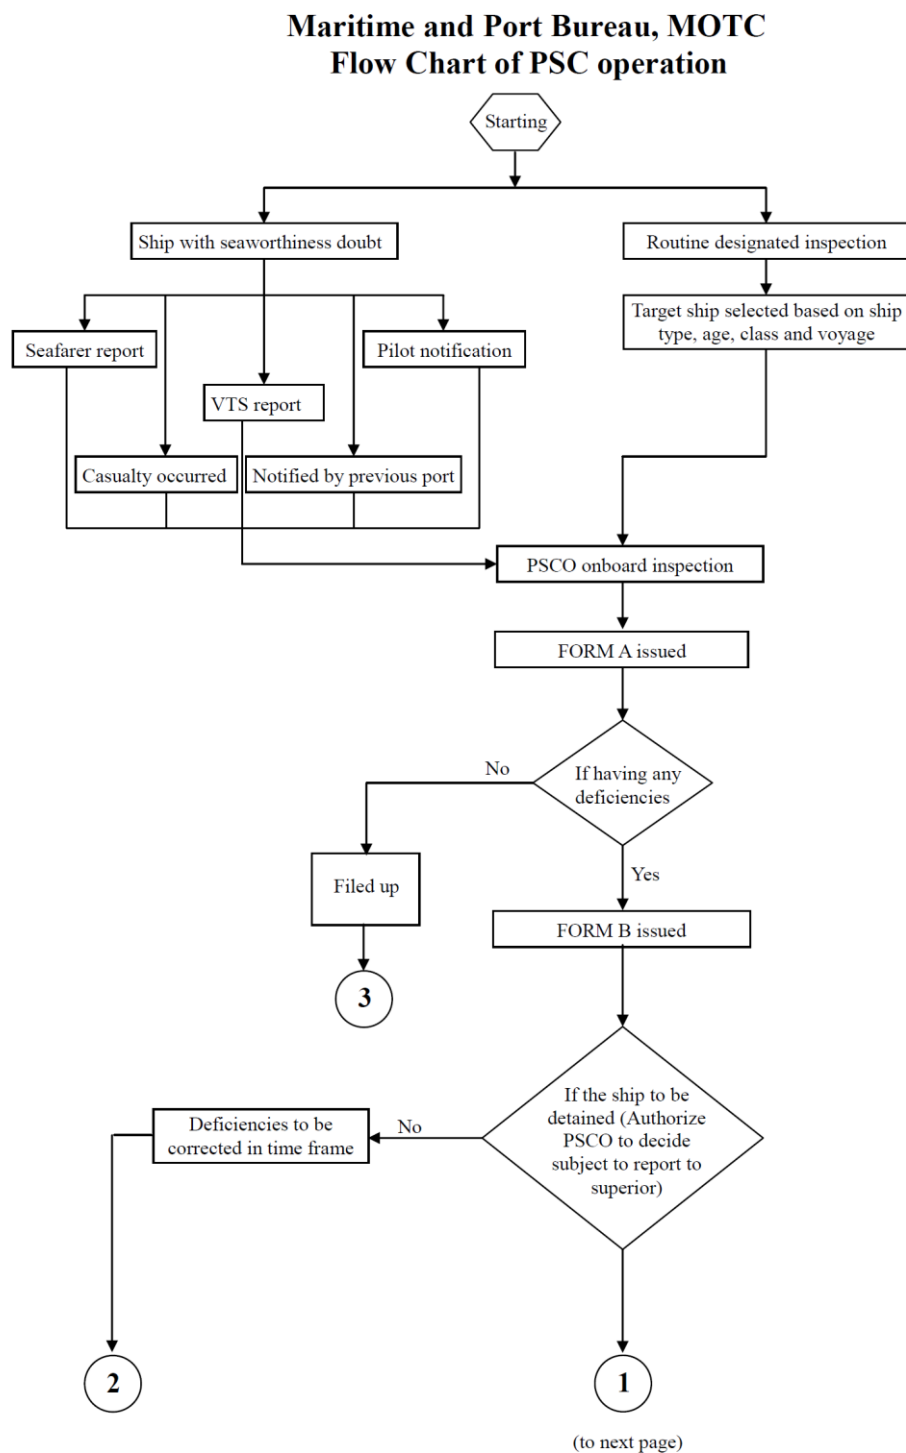 Maritime and Port Bureau, MOTC
Flow Chart of PSC operation
Starting
Ship with seaworthiness doubt
Routine designated inspection
Target ship selected based on ship
type, age, class and voyage
Seafarer report
Pilot notification
VTS report
Casualty occurred
Notified by previous port
PSCO onboard inspection
FORM A issued
No
If having any
deficiencies
Filed up
Yes
FORM B issued
3
If the ship to be
detained (Authorize
PSCO to decide
subject to report to
superior)
No
Deficiencies to be
corrected in time frame
2
1
(to next page)